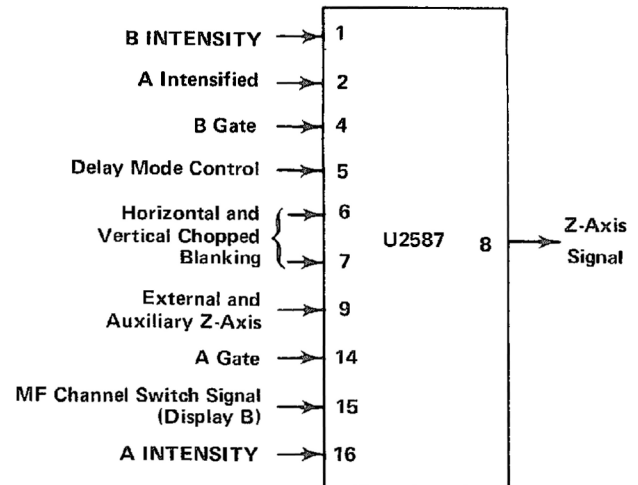 B INTENSITY 1
A Intensified 2
B Gate 4
Delay Mode Control 5
Horizontal and 6
Vertical Chopped
Blanking 7
U2587 8
Z-Axis
Signal
External and
Auxiliary Z-Axis 9
A Gate 14
MF Channel Switch Signal
(Display B) 15
A INTENSITY 16